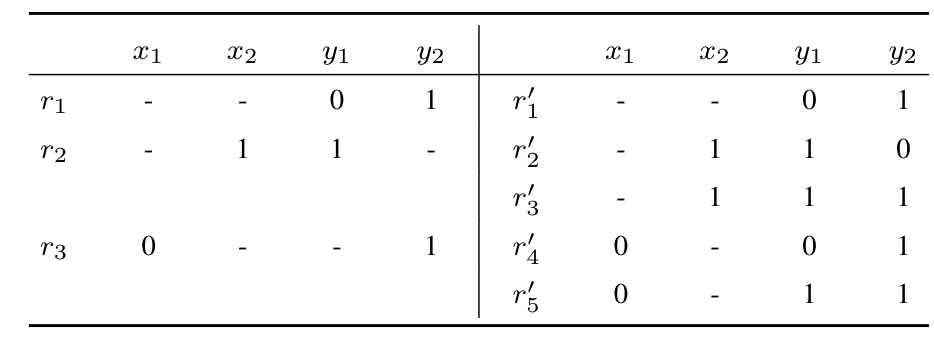 x₁ x₂ y₁ y₂ x₁ x₂ y₁ y₂
r₁ - - 0 1 r′₁ - - 0 1
r₂ - 1 1 - r′₂ - 1 1 0
r′₃ - 1 1 1
r₃ 0 - - 1 r′₄ 0 - 0 1
r′₅ 0 - 1 1